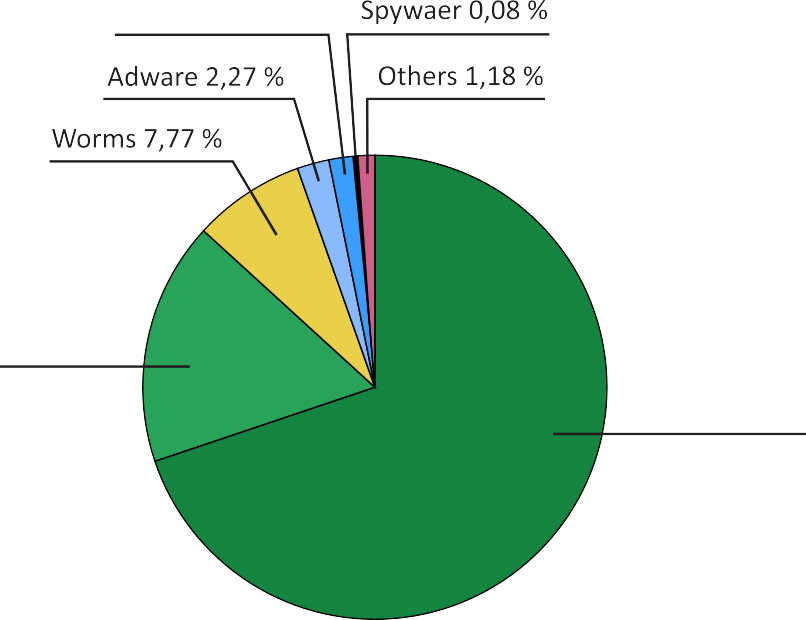 Spywaer 0,08 %
Adware 2,27 %
Others 1,18 %
Worms 7,77 %